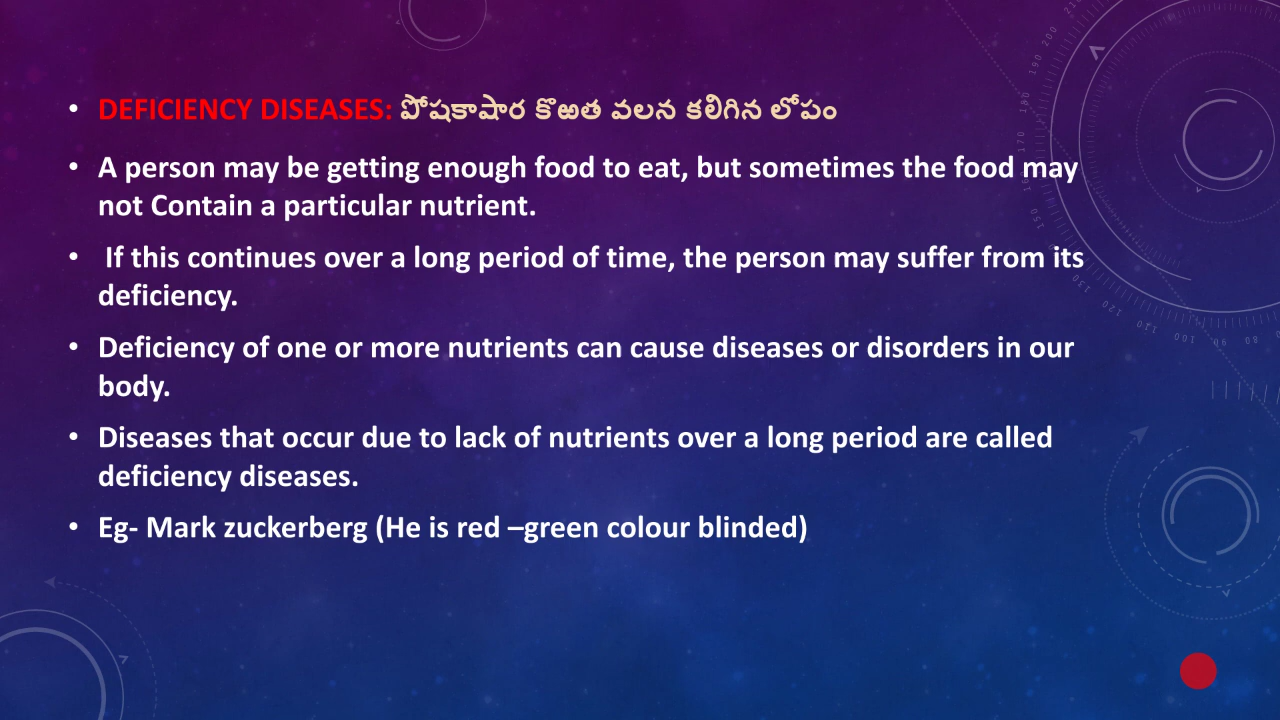 • DEFICIENCY DISEASES: పోషకాహార కొఱత వలన కలిగిన లోపం
• A person may be getting enough food to eat, but sometimes the food may
not Contain a particular nutrient.
• If this continues over a long period of time, the person may suffer from its
deficiency.
• Deficiency of one or more nutrients can cause diseases or disorders in our
body.
• Diseases that occur due to lack of nutrients over a long period are called
deficiency diseases.
• Eg- Mark zuckerberg (He is red –green colour blinded)